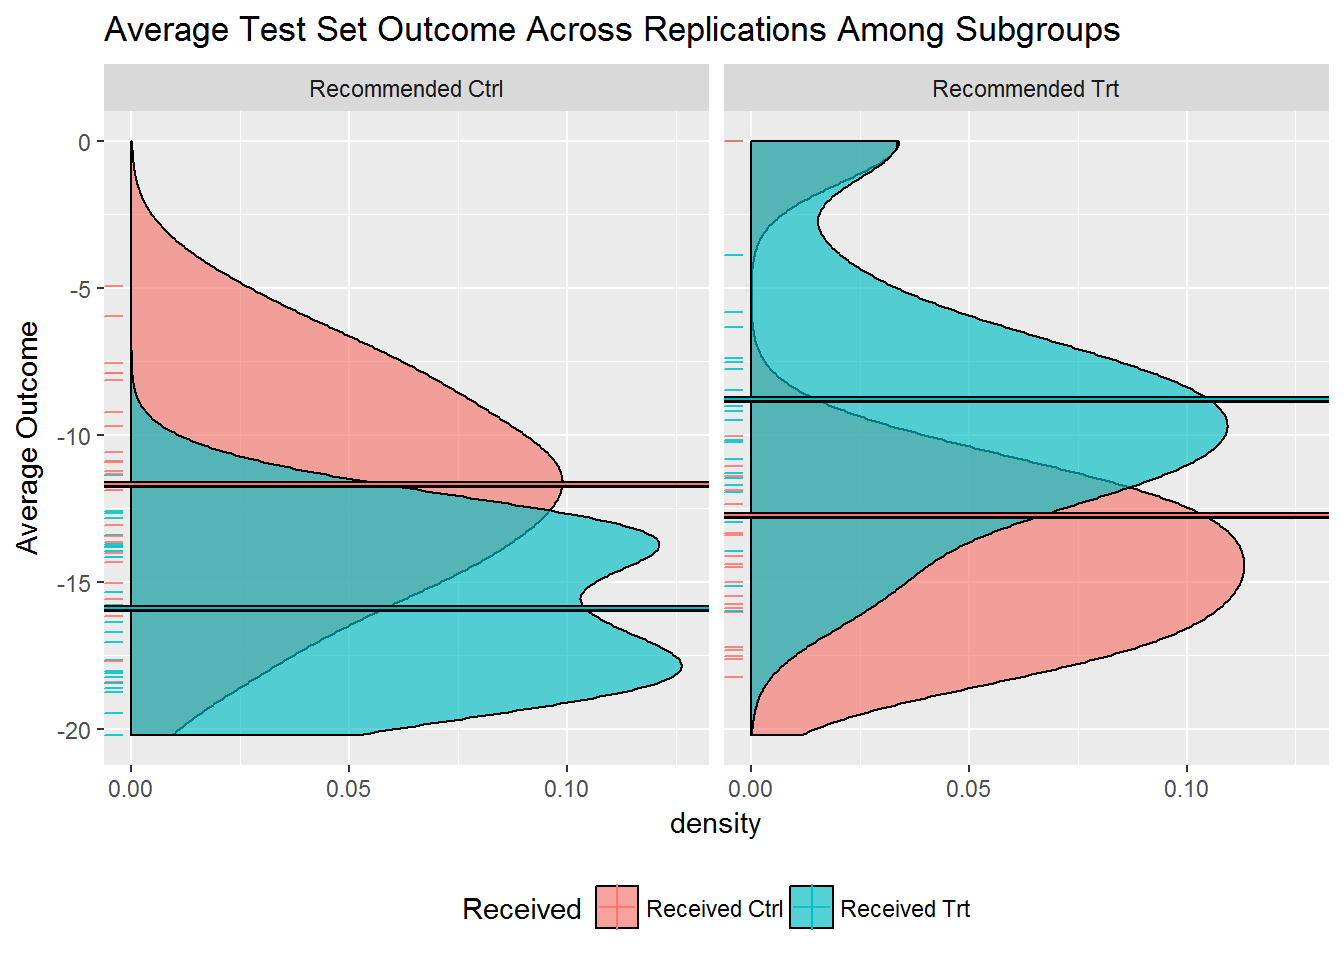 Average Test Set Outcome Across Replications Among Subgroups
Recommended Ctrl
Recommended Trt
Average Outcome
0
-5
-10
-15
-20
0.00
0.05
0.10
0.00
0.05
0.10
density
Received
Received Ctrl
Received Trt